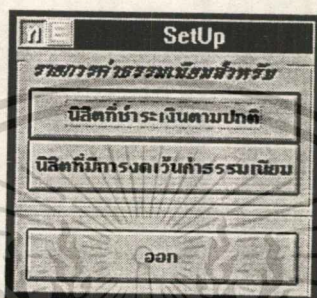 ก SetUp
รายการค่าธรรมเนียมสำหรับ
นิสิตที่ชำระเงินตามปกติ
นิสิตที่มีการงดเว้นค่าธรรมเนียม
ออก